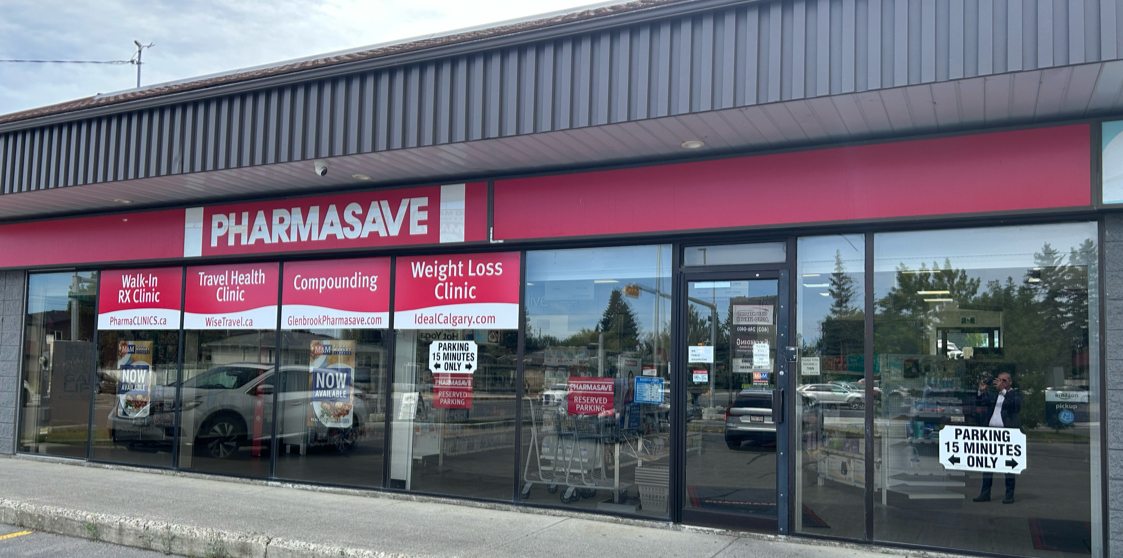 PHARMASAVE
Walk-In
RX Clinic
PharmaCLINICS.ca
Travel Health
Clinic
WiseTravel.ca
Compounding
GlenbrookPharmasave.com
Weight Loss
Clinic
IdealCalgary.com
M&M
NOW
AVAILABLE
M&M
NOW
AVAILABLE
PARKING
15 MINUTES
ONLY
PHARMASAVE
RESERVED
PARKING
PHARMASAVE
RESERVED
PARKING
M&M
PARKING
15 MINUTES
ONLY
amazon
pickup